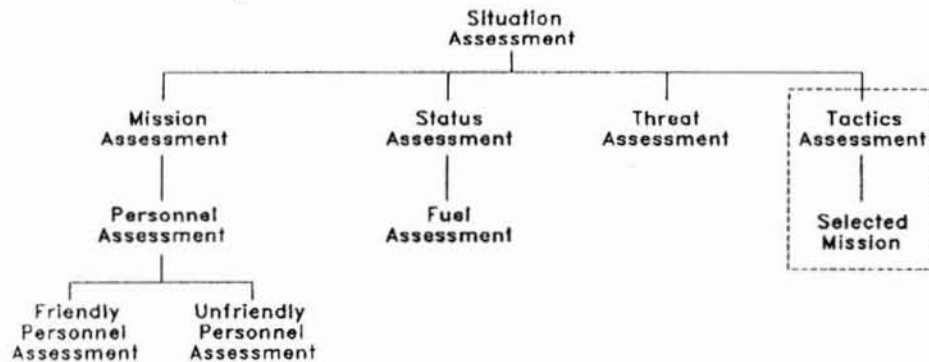 Situation
Assessment
Mission
Assessment
Status
Assessment
Threat
Assessment
Tactics
Assessment
Personnel
Assessment
Fuel
Assessment
Selected
Mission
Friendly
Personnel
Assessment
Unfriendly
Personnel
Assessment